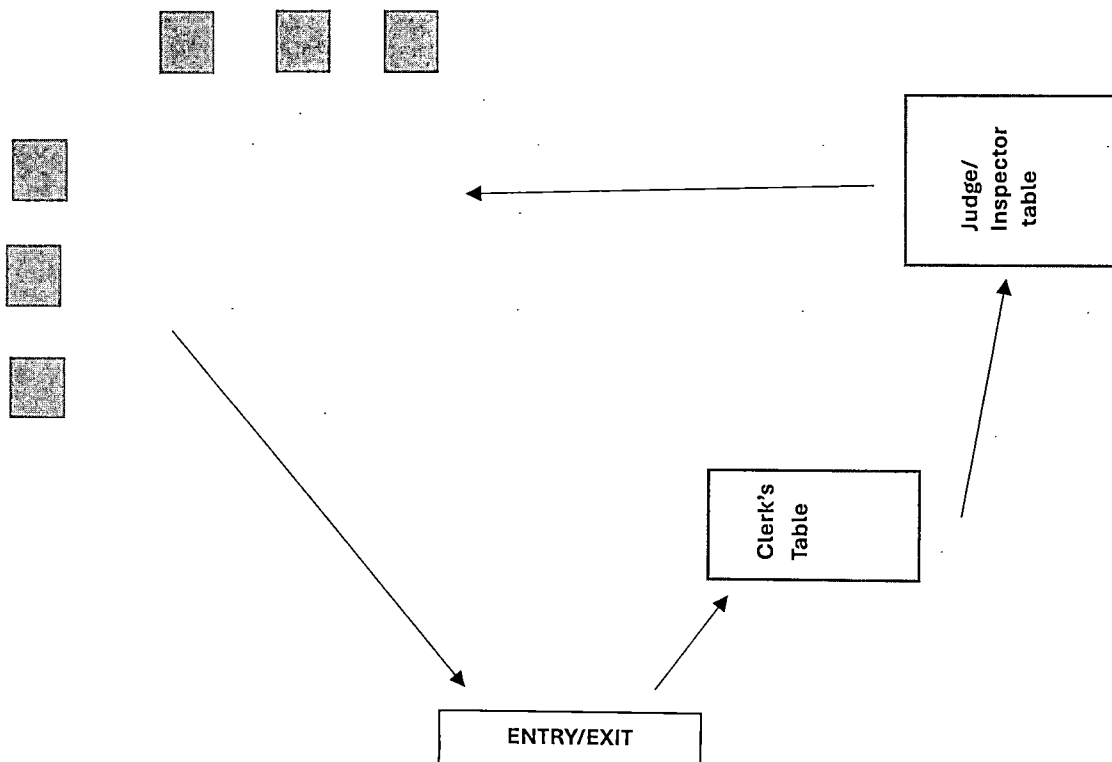 Judge/
Inspector
table
Clerk's
Table
ENTRY/EXIT